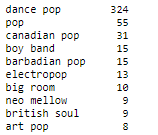 dance pop 324
pop 55
canadian pop 31
boy band 15
barbadian pop 15
electropop 13
big room 10
neo mellow 9
british soul 9
art pop 8